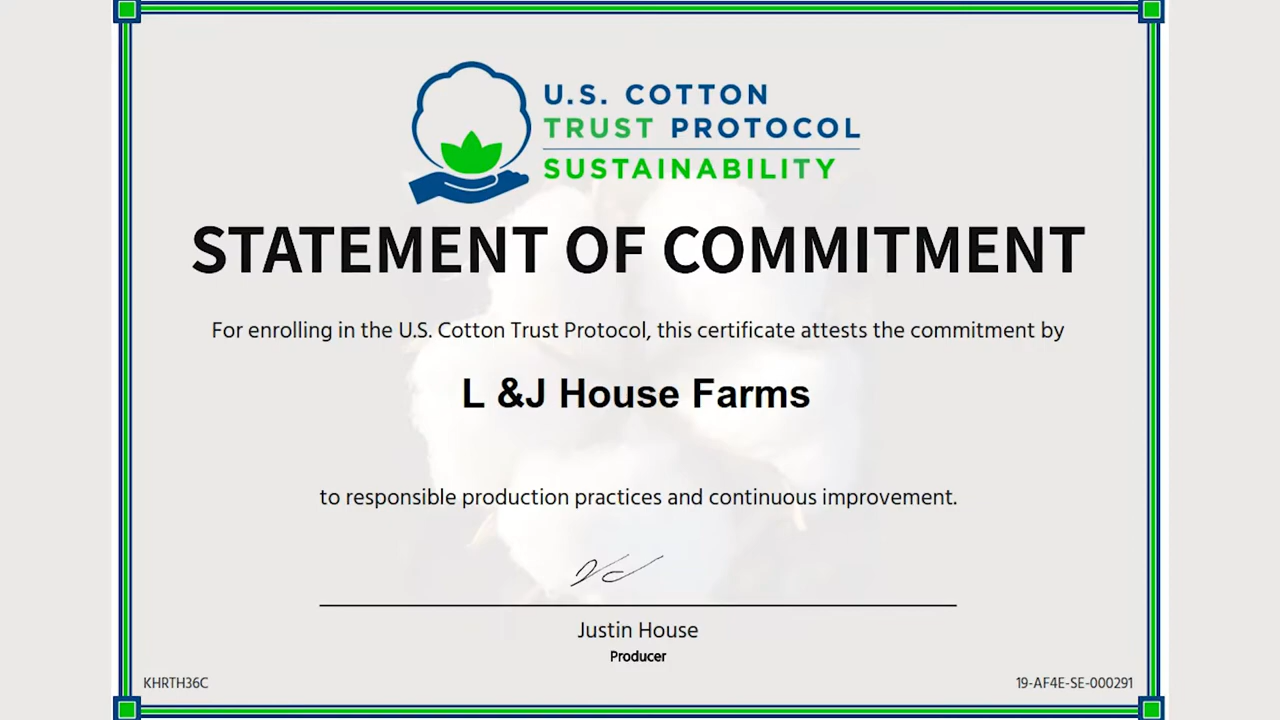 U.S. COTTON
TRUST PROTOCOL
SUSTAINABILITY
STATEMENT OF COMMITMENT
For enrolling in the U.S. Cotton Trust Protocol, this certificate attests the commitment by
L &J House Farms
to responsible production practices and continuous improvement.
Justin House
Producer
KHRTH36C
19-AF4E-SE-000291